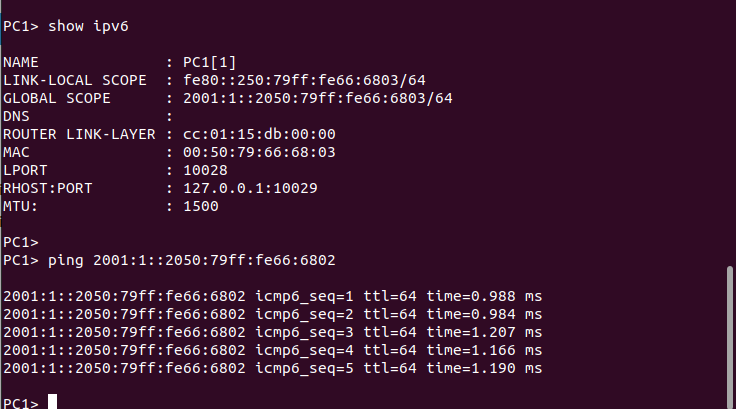 PC1> show ipv6
NAME : PC1[1]
LINK-LOCAL SCOPE : fe80::250:79ff:fe66:6803/64
GLOBAL SCOPE : 2001:1::2050:79ff:fe66:6803/64
DNS :
ROUTER LINK-LAYER : cc:01:15:db:00:00
MAC : 00:50:79:66:68:03
LPORT : 10028
RHOST:PORT : 127.0.0.1:10029
MTU: : 1500
PC1>
PC1> ping 2001:1::2050:79ff:fe66:6802
2001:1::2050:79ff:fe66:6802 icmp6_seq=1 ttl=64 time=0.988 ms
2001:1::2050:79ff:fe66:6802 icmp6_seq=2 ttl=64 time=0.984 ms
2001:1::2050:79ff:fe66:6802 icmp6_seq=3 ttl=64 time=1.207 ms
2001:1::2050:79ff:fe66:6802 icmp6_seq=4 ttl=64 time=1.166 ms
2001:1::2050:79ff:fe66:6802 icmp6_seq=5 ttl=64 time=1.190 ms
PC1>